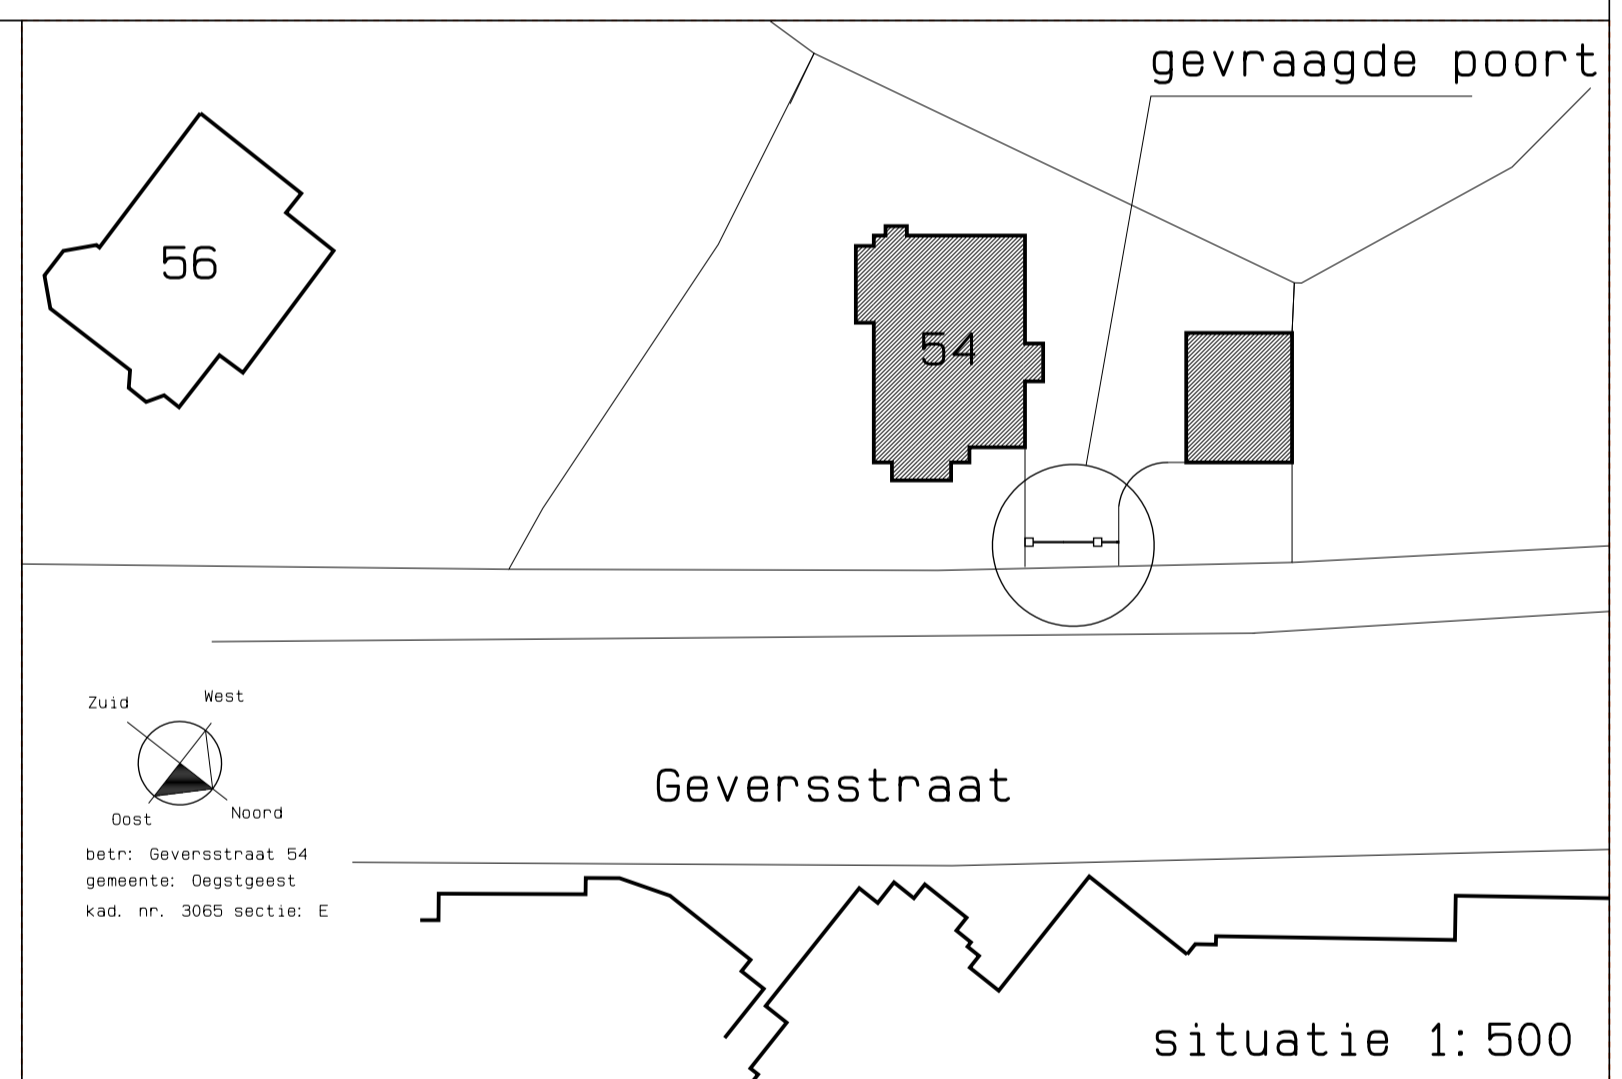 gevraagde poort
56
54
Zuid
West
Oost
Noord
Geversstraat
betr: Geversstraat 54
gemeente: Oegstgeest
kad. nr. 3065 sectie: E
situatie 1:500